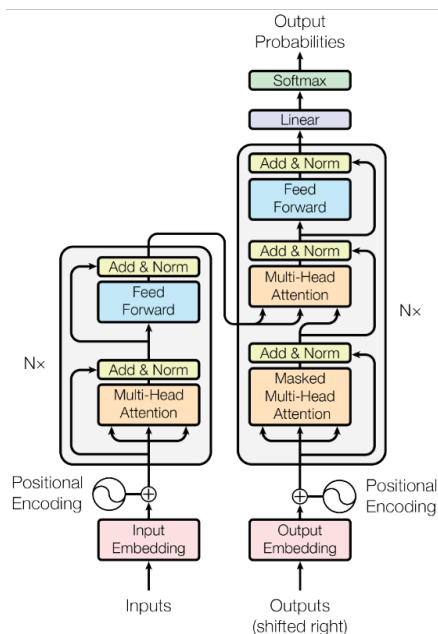 Output
Probabilities
Softmax
Linear
Add & Norm
Feed
Forward
Add & Norm
Multi-Head
Attention
Nx
Add & Norm
Masked
Multi-Head
Attention
Add & Norm
Feed
Forward
Nx
Add & Norm
Multi-Head
Attention
Positional
Encoding
Positional
Encoding
Input
Embedding
Output
Embedding
Inputs
Outputs
(shifted right)